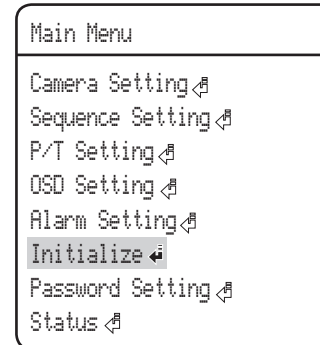 Main Menu
Camera Setting
Sequence Setting
P/T Setting
OSD Setting
Alarm Setting
Initialize
Password Setting
Status